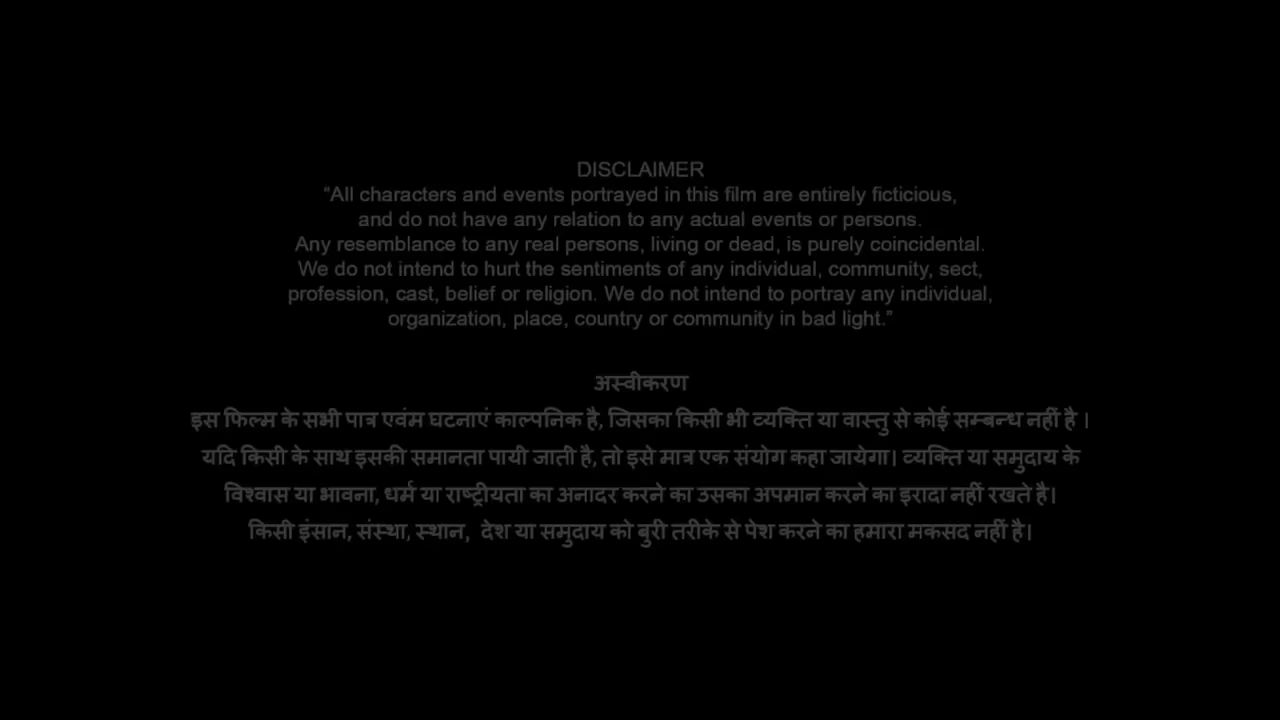 DISCLAIMER
“All characters and events portrayed in this film are entirely ficticious,
and do not have any relation to any actual events or persons.
Any resemblance to any real persons, living or dead, is purely coincidental.
We do not intend to hurt the sentiments of any individual, community, sect,
profession, cast, belief or religion. We do not intend to portray any individual,
organization, place, country or community in bad light.”
अस्वीकरण
इस फिल्म के सभी पात्र एवंम घटनाएं काल्पनिक है, जिसका किसी भी व्यक्ति या वास्तु से कोई सम्बन्ध नहीं है ।
यदि किसी के साथ इसकी समानता पायी जाती है, तो इसे मात्र एक संयोग कहा जायेगा। व्यक्ति या समुदाय के
विश्वास या भावना, धर्म या राष्ट्रीयता का अनादर करने का उसका अपमान करने का इरादा नहीं रखते है।
किसी इंसान, संस्था, स्थान,  देश या समुदाय को बुरी तरीके से पेश करने का हमारा मकसद नहीं है।